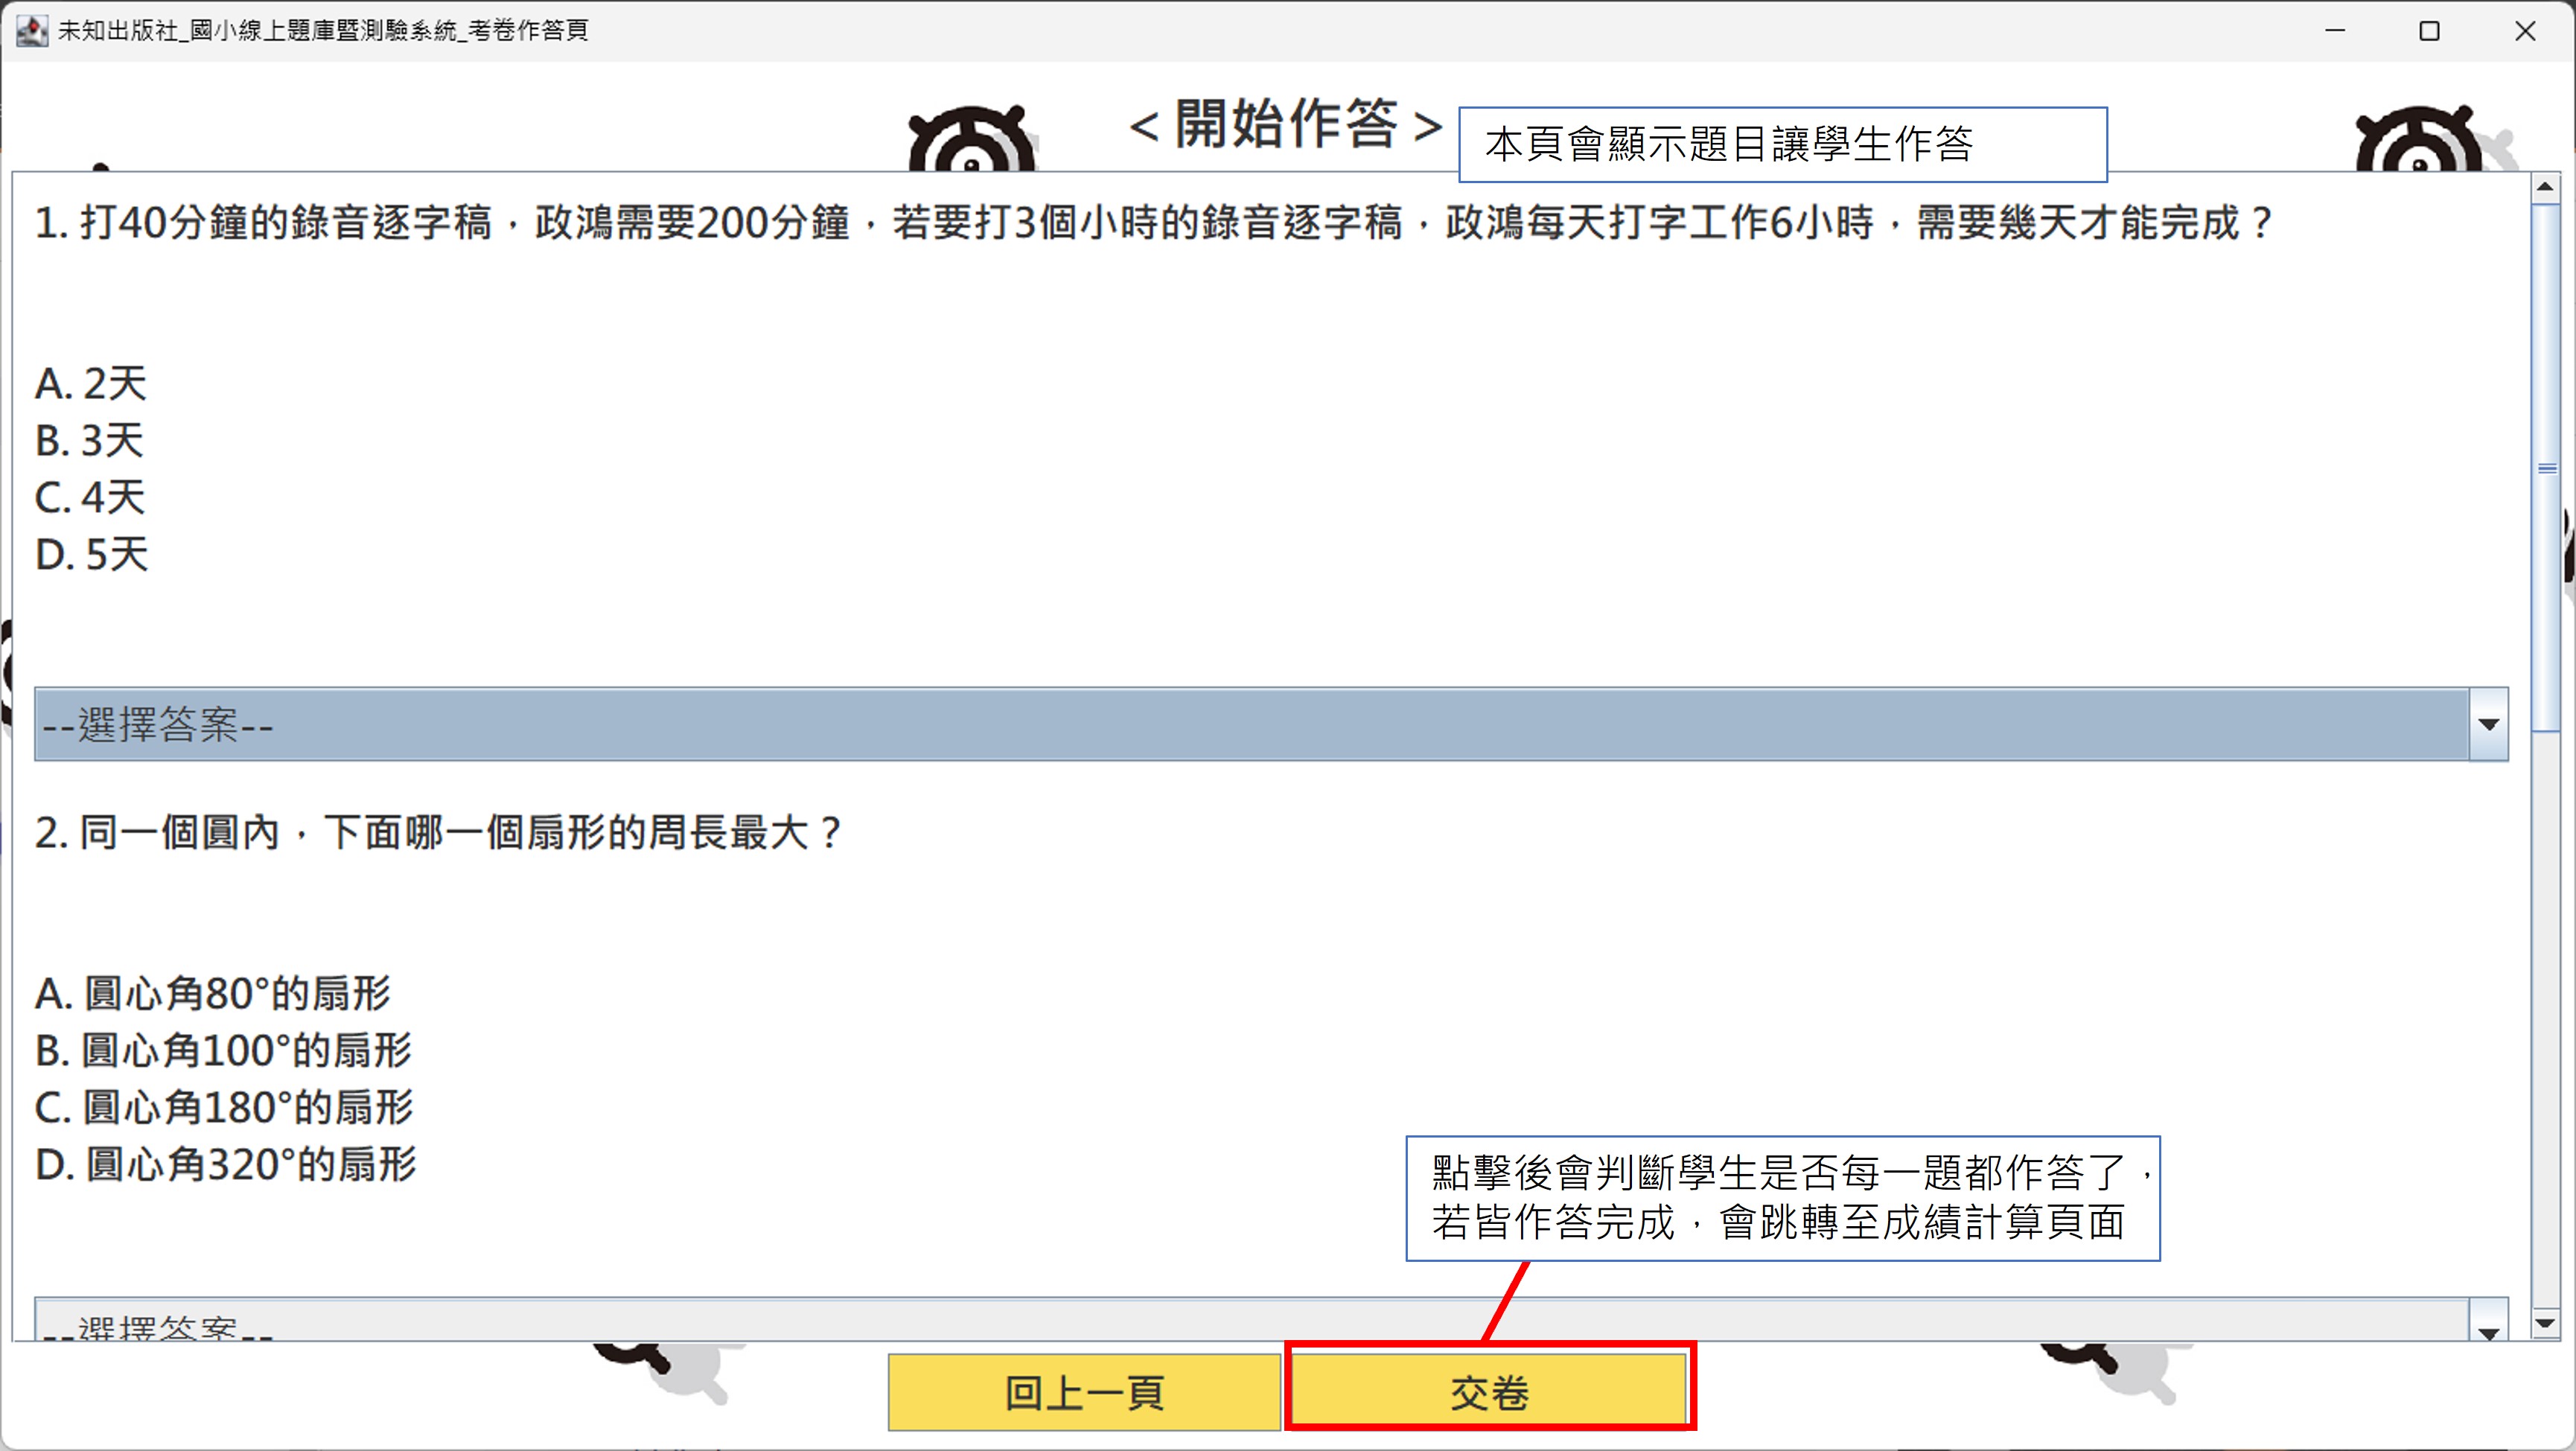 未知出版社_國小線上題庫暨測驗系統_考卷作答頁
＜開始作答＞
本頁會顯示題目讓學生作答
1. 打40分鐘的錄音逐字稿，政鴻需要200分鐘，若要打3個小時的錄音逐字稿，政鴻每天打字工作6小時，需要幾天才能完成？
A. 2天
B. 3天
C. 4天
D. 5天
--選擇答案--
2. 同一個圓內，下面哪一個扇形的周長最大？
A. 圓心角80°的扇形
B. 圓心角100°的扇形
C. 圓心角180°的扇形
D. 圓心角320°的扇形
點擊後會判斷學生是否每一題都作答了，
若皆作答完成，會跳轉至成績計算頁面
--選擇答案--
回上一頁
交卷